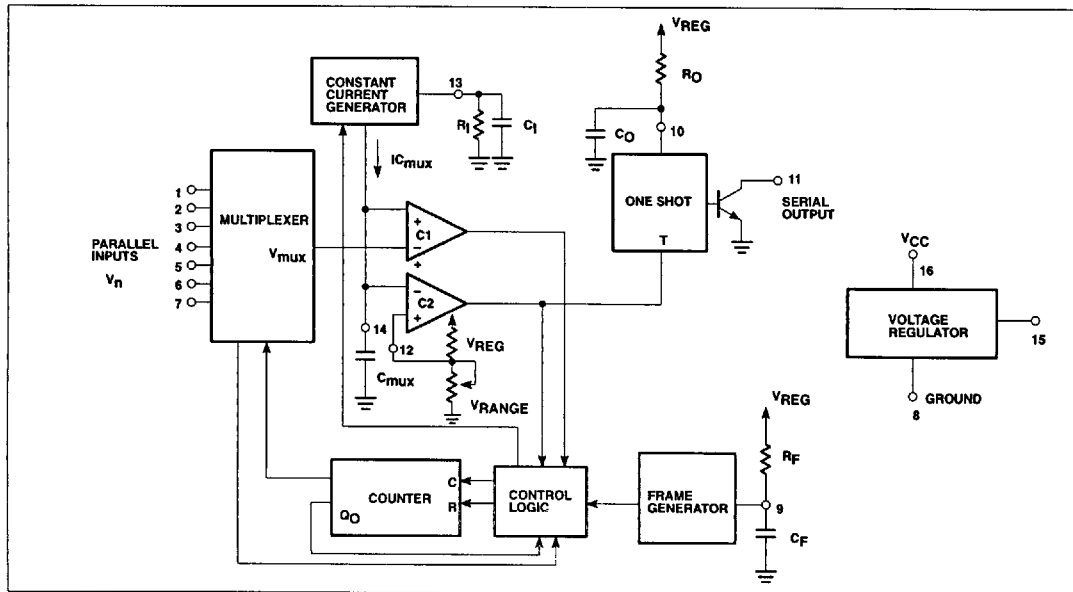 VREG
RO
CO
10
CONSTANT
CURRENT
GENERATOR
13
RI
CI
ICmux
ONE SHOT
T
11
SERIAL
OUTPUT
PARALLEL
INPUTS
Vn
1
2
3
4
5
6
7
MULTIPLEXER
Vmux
+
C1
−
+
−
C2
+
14
12
Cmux
VREG
VRANGE
VCC
16
VOLTAGE
REGULATOR
15
8
GROUND
COUNTER
QO
C
R
CONTROL
LOGIC
FRAME
GENERATOR
VREG
RF
9
CF